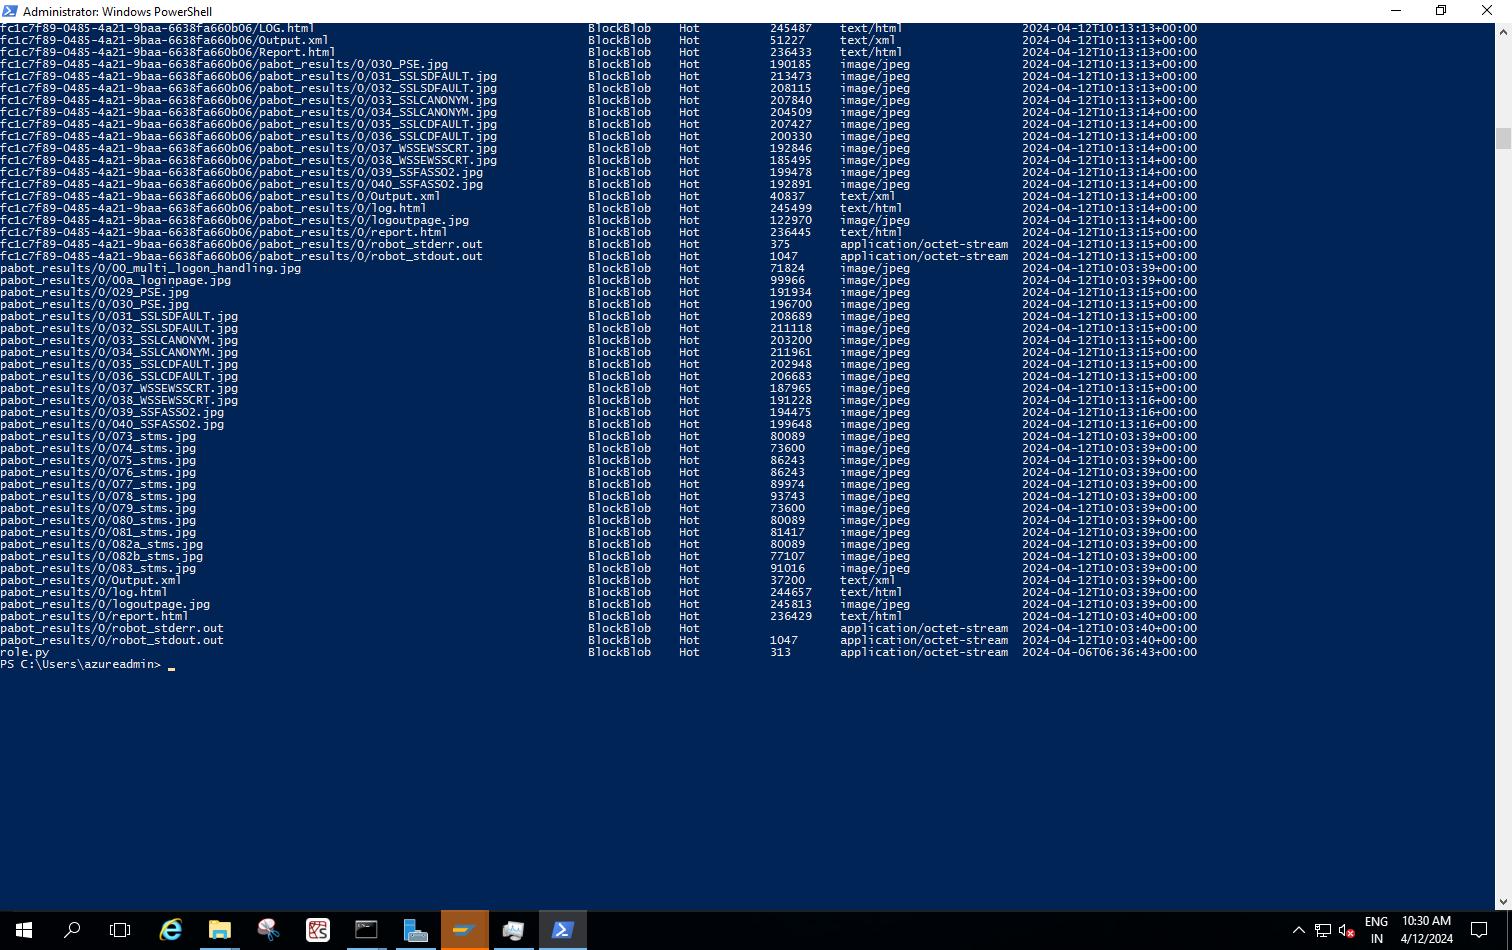 Administrator: Windows PowerShell
fc1c7f89-0485-4a21-9baa-6638fa660b06/LOG.html BlockBlob Hot 245487 text/html 2024-04-12T10:13:13+00:00
fc1c7f89-0485-4a21-9baa-6638fa660b06/Output.xml BlockBlob Hot 51227 text/xml 2024-04-12T10:13:13+00:00
fc1c7f89-0485-4a21-9baa-6638fa660b06/Report.html BlockBlob Hot 236433 text/html 2024-04-12T10:13:13+00:00
fc1c7f89-0485-4a21-9baa-6638fa660b06/pabot_results/0/030_PSE.jpg BlockBlob Hot 190185 image/jpeg 2024-04-12T10:13:13+00:00
fc1c7f89-0485-4a21-9baa-6638fa660b06/pabot_results/0/031_SSLSDFAULT.jpg BlockBlob Hot 213473 image/jpeg 2024-04-12T10:13:13+00:00
fc1c7f89-0485-4a21-9baa-6638fa660b06/pabot_results/0/032_SSLSDFAULT.jpg BlockBlob Hot 208115 image/jpeg 2024-04-12T10:13:13+00:00
fc1c7f89-0485-4a21-9baa-6638fa660b06/pabot_results/0/033_SSLCANONYM.jpg BlockBlob Hot 207840 image/jpeg 2024-04-12T10:13:13+00:00
fc1c7f89-0485-4a21-9baa-6638fa660b06/pabot_results/0/034_SSLCANONYM.jpg BlockBlob Hot 204509 image/jpeg 2024-04-12T10:13:14+00:00
fc1c7f89-0485-4a21-9baa-6638fa660b06/pabot_results/0/035_SSLCDFAULT.jpg BlockBlob Hot 207427 image/jpeg 2024-04-12T10:13:14+00:00
fc1c7f89-0485-4a21-9baa-6638fa660b06/pabot_results/0/036_SSLCDFAULT.jpg BlockBlob Hot 200330 image/jpeg 2024-04-12T10:13:14+00:00
fc1c7f89-0485-4a21-9baa-6638fa660b06/pabot_results/0/037_WSSEWSSCRT.jpg BlockBlob Hot 192846 image/jpeg 2024-04-12T10:13:14+00:00
fc1c7f89-0485-4a21-9baa-6638fa660b06/pabot_results/0/038_WSSEWSSCRT.jpg BlockBlob Hot 185495 image/jpeg 2024-04-12T10:13:14+00:00
fc1c7f89-0485-4a21-9baa-6638fa660b06/pabot_results/0/039_SSFASSO2.jpg BlockBlob Hot 199478 image/jpeg 2024-04-12T10:13:14+00:00
fc1c7f89-0485-4a21-9baa-6638fa660b06/pabot_results/0/040_SSFASSO2.jpg BlockBlob Hot 192891 image/jpeg 2024-04-12T10:13:14+00:00
fc1c7f89-0485-4a21-9baa-6638fa660b06/pabot_results/0/Output.xml BlockBlob Hot 40837 text/xml 2024-04-12T10:13:14+00:00
fc1c7f89-0485-4a21-9baa-6638fa660b06/pabot_results/0/log.html BlockBlob Hot 245499 text/html 2024-04-12T10:13:14+00:00
fc1c7f89-0485-4a21-9baa-6638fa660b06/pabot_results/0/logoutpage.jpg BlockBlob Hot 122970 image/jpeg 2024-04-12T10:13:14+00:00
fc1c7f89-0485-4a21-9baa-6638fa660b06/pabot_results/0/report.html BlockBlob Hot 236445 text/html 2024-04-12T10:13:15+00:00
fc1c7f89-0485-4a21-9baa-6638fa660b06/pabot_results/0/robot_stderr.out BlockBlob Hot 375 application/octet-stream 2024-04-12T10:13:15+00:00
fc1c7f89-0485-4a21-9baa-6638fa660b06/pabot_results/0/robot_stdout.out BlockBlob Hot 1047 application/octet-stream 2024-04-12T10:13:15+00:00
pabot_results/0/00_multi_logon_handling.jpg BlockBlob Hot 71824 image/jpeg 2024-04-12T10:03:39+00:00
pabot_results/0/00a_loginpage.jpg BlockBlob Hot 99966 image/jpeg 2024-04-12T10:03:39+00:00
pabot_results/0/029_PSE.jpg BlockBlob Hot 191934 image/jpeg 2024-04-12T10:13:15+00:00
pabot_results/0/030_PSE.jpg BlockBlob Hot 196700 image/jpeg 2024-04-12T10:13:15+00:00
pabot_results/0/031_SSLSDFAULT.jpg BlockBlob Hot 208689 image/jpeg 2024-04-12T10:13:15+00:00
pabot_results/0/032_SSLSDFAULT.jpg BlockBlob Hot 211118 image/jpeg 2024-04-12T10:13:15+00:00
pabot_results/0/033_SSLCANONYM.jpg BlockBlob Hot 203200 image/jpeg 2024-04-12T10:13:15+00:00
pabot_results/0/034_SSLCANONYM.jpg BlockBlob Hot 211961 image/jpeg 2024-04-12T10:13:15+00:00
pabot_results/0/035_SSLCDFAULT.jpg BlockBlob Hot 202948 image/jpeg 2024-04-12T10:13:15+00:00
pabot_results/0/036_SSLCDFAULT.jpg BlockBlob Hot 206683 image/jpeg 2024-04-12T10:13:15+00:00
pabot_results/0/037_WSSEWSSCRT.jpg BlockBlob Hot 187965 image/jpeg 2024-04-12T10:13:15+00:00
pabot_results/0/038_WSSEWSSCRT.jpg BlockBlob Hot 191228 image/jpeg 2024-04-12T10:13:16+00:00
pabot_results/0/039_SSFASSO2.jpg BlockBlob Hot 194475 image/jpeg 2024-04-12T10:13:16+00:00
pabot_results/0/040_SSFASSO2.jpg BlockBlob Hot 199648 image/jpeg 2024-04-12T10:13:16+00:00
pabot_results/0/073_stms.jpg BlockBlob Hot 80089 image/jpeg 2024-04-12T10:03:39+00:00
pabot_results/0/074_stms.jpg BlockBlob Hot 73600 image/jpeg 2024-04-12T10:03:39+00:00
pabot_results/0/075_stms.jpg BlockBlob Hot 86243 image/jpeg 2024-04-12T10:03:39+00:00
pabot_results/0/076_stms.jpg BlockBlob Hot 86243 image/jpeg 2024-04-12T10:03:39+00:00
pabot_results/0/077_stms.jpg BlockBlob Hot 89974 image/jpeg 2024-04-12T10:03:39+00:00
pabot_results/0/078_stms.jpg BlockBlob Hot 93743 image/jpeg 2024-04-12T10:03:39+00:00
pabot_results/0/079_stms.jpg BlockBlob Hot 73600 image/jpeg 2024-04-12T10:03:39+00:00
pabot_results/0/080_stms.jpg BlockBlob Hot 80089 image/jpeg 2024-04-12T10:03:39+00:00
pabot_results/0/081_stms.jpg BlockBlob Hot 81417 image/jpeg 2024-04-12T10:03:39+00:00
pabot_results/0/082a_stms.jpg BlockBlob Hot 80089 image/jpeg 2024-04-12T10:03:39+00:00
pabot_results/0/082b_stms.jpg BlockBlob Hot 77107 image/jpeg 2024-04-12T10:03:39+00:00
pabot_results/0/083_stms.jpg BlockBlob Hot 91016 image/jpeg 2024-04-12T10:03:39+00:00
pabot_results/0/Output.xml BlockBlob Hot 37200 text/xml 2024-04-12T10:03:39+00:00
pabot_results/0/log.html BlockBlob Hot 244657 text/html 2024-04-12T10:03:39+00:00
pabot_results/0/logoutpage.jpg BlockBlob Hot 245813 image/jpeg 2024-04-12T10:03:39+00:00
pabot_results/0/report.html BlockBlob Hot 236429 text/html 2024-04-12T10:03:40+00:00
pabot_results/0/robot_stderr.out BlockBlob Hot application/octet-stream 2024-04-12T10:03:40+00:00
pabot_results/0/robot_stdout.out BlockBlob Hot 1047 application/octet-stream 2024-04-12T10:03:40+00:00
role.py BlockBlob Hot 313 application/octet-stream 2024-04-06T06:36:43+00:00
PS C:\Users\azureadmin> _
ENG
IN
10:30 AM
4/12/2024